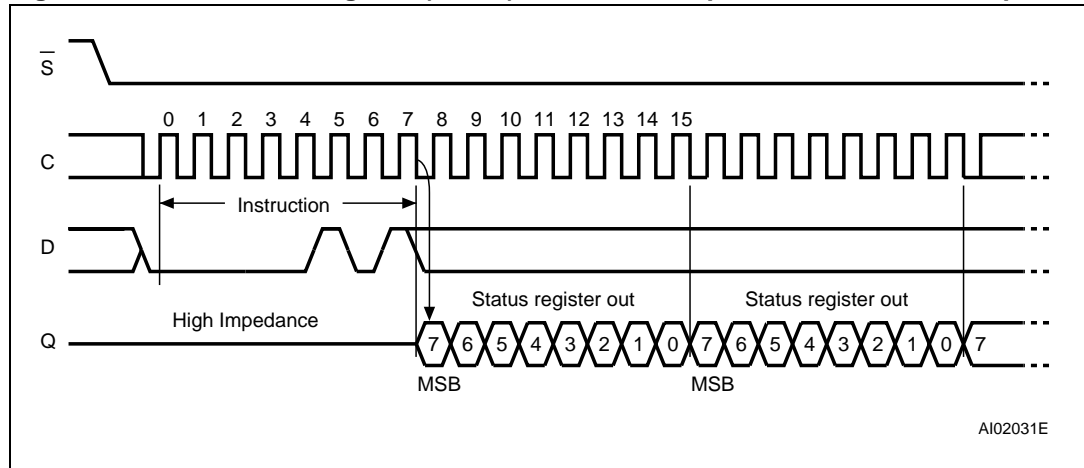 S
0 1 2 3 4 5 6 7 8 9 10 11 12 13 14 15
C
Instruction
D
Status register out Status register out
High Impedance
Q
7 6 5 4 3 2 1 0 7 6 5 4 3 2 1 0 7
MSB MSB
AI02031E